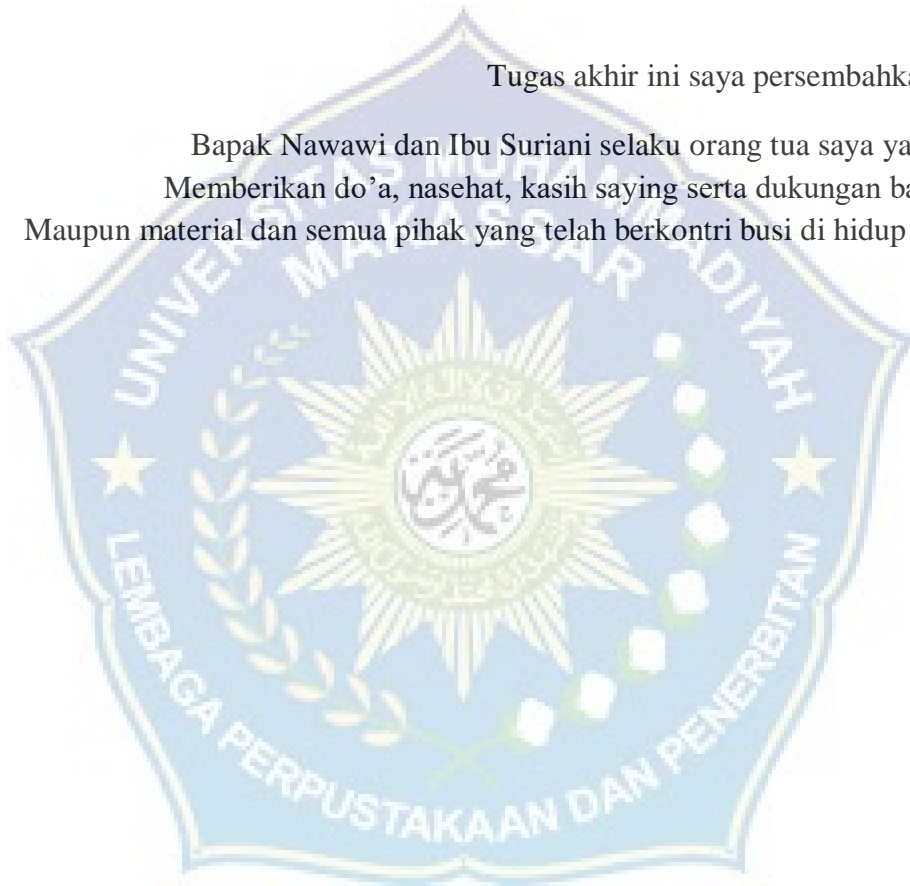 Tugas akhir ini saya persembahka
Bapak Nawawi dan Ibu Suriani selaku orang tua saya ya
Memberikan do’a, nasehat, kasih saying serta dukungan ba
Maupun material dan semua pihak yang telah berkontri busi di hidup
UNIVERSITAS MUHAMMADIYAH
MAKASSAR
محمد
LEMBAGA PERPUSTAKAAN DAN PENERBITAN